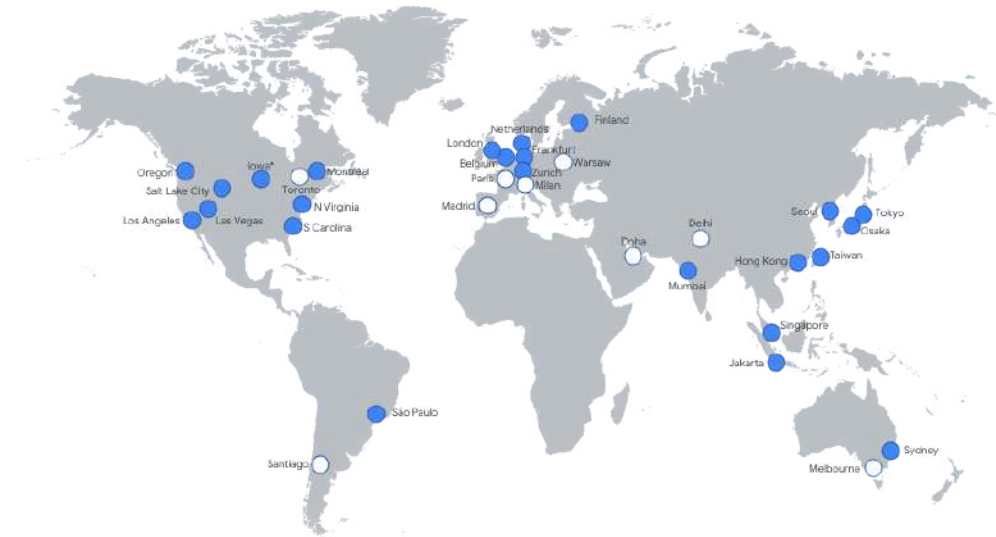 Finland
Netherlands
London
Frankfurt
Belgium
Warsaw
Zurich
Paris
Milan
Madrid
Oregon
Iowa*
Montréal
Salt Lake City
Toronto
N Virginia
Los Angeles
Las Vegas
S Carolina
Seoul
Tokyo
Osaka
Delhi
Doha
Hong Kong
Taiwan
Mumbai
Singapore
Jakarta
São Paulo
Santiago
Sydney
Melbourne